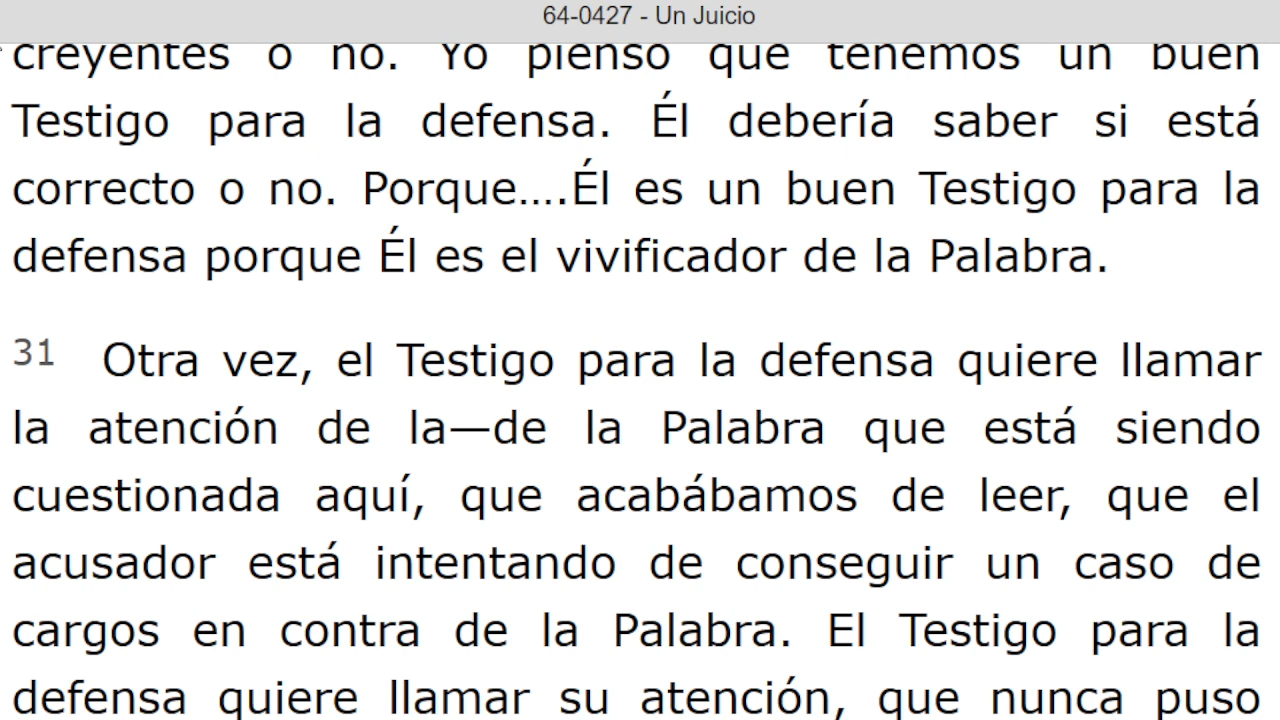 64-0427 - Un Juicio
creyentes o no. Yo pienso que tenemos un buen
Testigo para la defensa. Él debería saber si está
correcto o no. Porque....Él es un buen Testigo para la
defensa porque Él es el vivificador de la Palabra.
31 Otra vez, el Testigo para la defensa quiere llamar
la atención de la—de la Palabra que está siendo
cuestionada aquí, que acabábamos de leer, que el
acusador está intentando de conseguir un caso de
cargos en contra de la Palabra. El Testigo para la
defensa quiere llamar su atención, que nunca puso